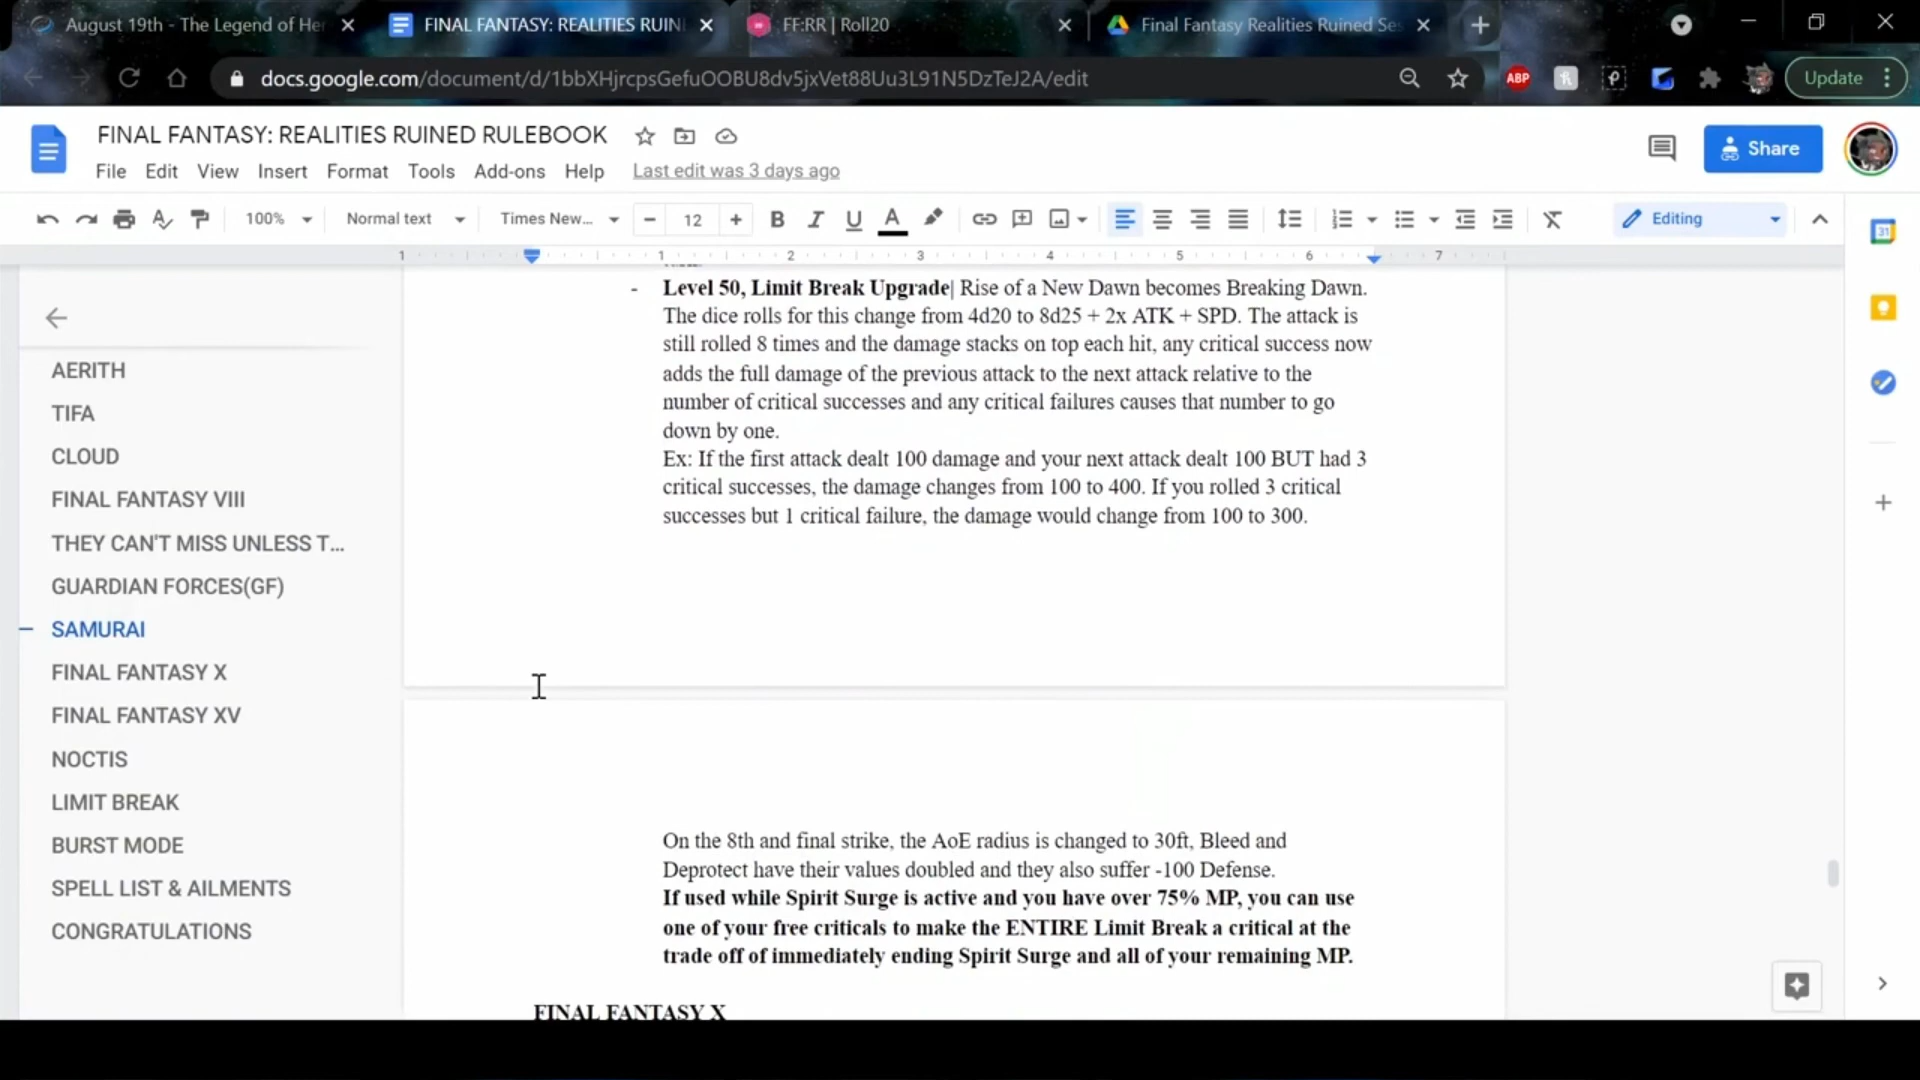 August 19th - The Legend of Her
FINAL FANTASY: REALITIES RUIN
FF:RR | Roll20
Final Fantasy Realities Ruined Ses
docs.google.com/document/d/1bbXHjrcpsGefuOOBU8dv5jxVet88Uu3L91N5DzTeJ2A/edit
ABP
Update
FINAL FANTASY: REALITIES RUINED RULEBOOK
Share
File Edit View Insert Format Tools Add-ons Help Last edit was 3 days ago
100% Normal text Times New... 12 B I U A Editing
31
1 1 2 3 4 5 6 7
- Level 50, Limit Break Upgrade| Rise of a New Dawn becomes Breaking Dawn.
The dice rolls for this change from 4d20 to 8d25 + 2x ATK + SPD. The attack is
still rolled 8 times and the damage stacks on top each hit, any critical success now
adds the full damage of the previous attack to the next attack relative to the
number of critical successes and any critical failures causes that number to go
down by one.
Ex: If the first attack dealt 100 damage and your next attack dealt 100 BUT had 3
critical successes, the damage changes from 100 to 400. If you rolled 3 critical
successes but 1 critical failure, the damage would change from 100 to 300.
On the 8th and final strike, the AoE radius is changed to 30ft, Bleed and
Deprotect have their values doubled and they also suffer -100 Defense.
If used while Spirit Surge is active and you have over 75% MP, you can use
one of your free criticals to make the ENTIRE Limit Break a critical at the
trade off of immediately ending Spirit Surge and all of your remaining MP.
FINAL FANTASY X
AERITH
TIFA
CLOUD
FINAL FANTASY VIII
THEY CAN'T MISS UNLESS T...
GUARDIAN FORCES(GF)
SAMURAI
FINAL FANTASY X
FINAL FANTASY XV
NOCTIS
LIMIT BREAK
BURST MODE
SPELL LIST & AILMENTS
CONGRATULATIONS